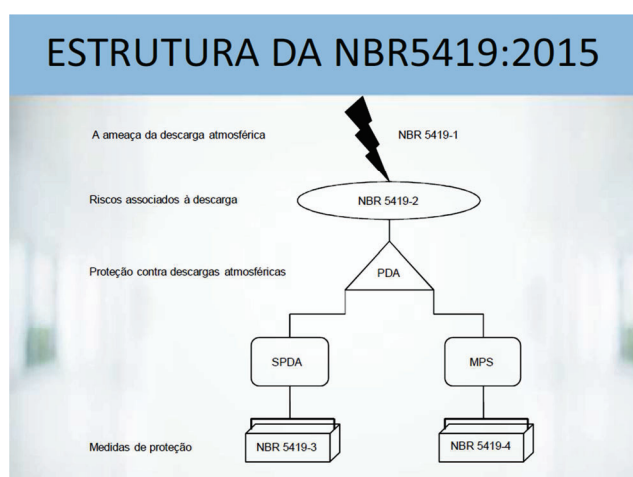 ESTRUTURA DA NBR5419:2015
A ameaça da descarga atmosférica
NBR 5419-1
Riscos associados à descarga
NBR 5419-2
Proteção contra descargas atmosféricas
PDA
SPDA
MPS
Medidas de proteção
NBR 5419-3
NBR 5419-4